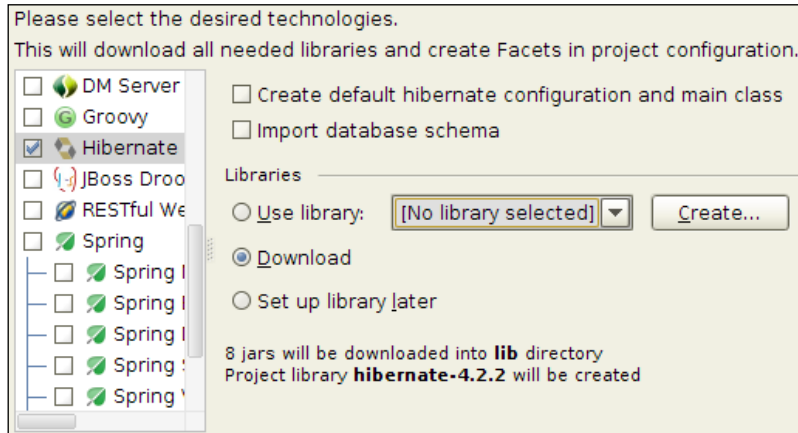 Please select the desired technologies.
This will download all needed libraries and create Facets in project configuration.
DM Server
Groovy
Hibernate
JBoss Droo
RESTful We
Spring
Spring
Spring
Spring
Spring
Spring
Create default hibernate configuration and main class
Import database schema
Libraries
Use library: [No library selected] Create...
Download
Set up library later
8 jars will be downloaded into lib directory
Project library hibernate-4.2.2 will be created